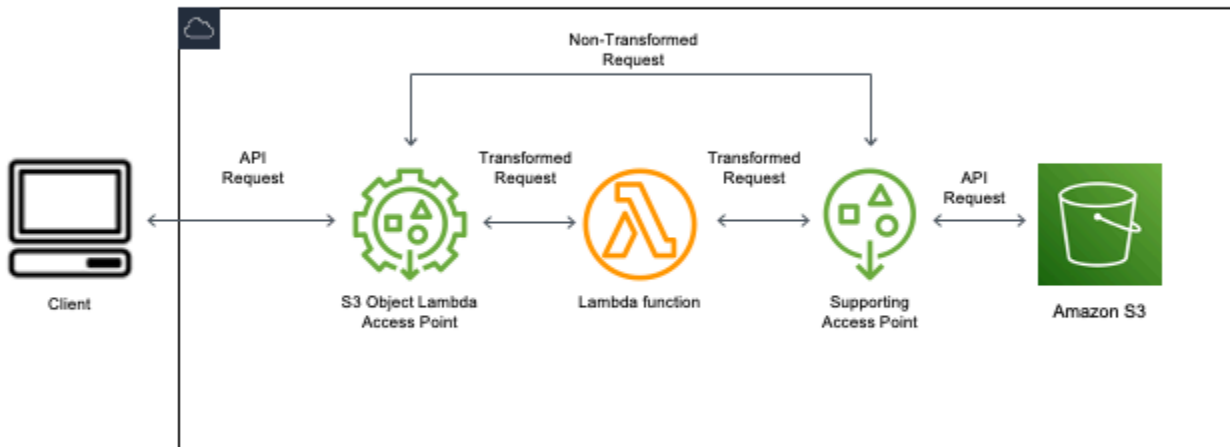 Non-Transformed
Request
API
Request
Transformed
Request
Transformed
Request
API
Request
Client
S3 Object Lambda
Access Point
Lambda function
Supporting
Access Point
Amazon S3